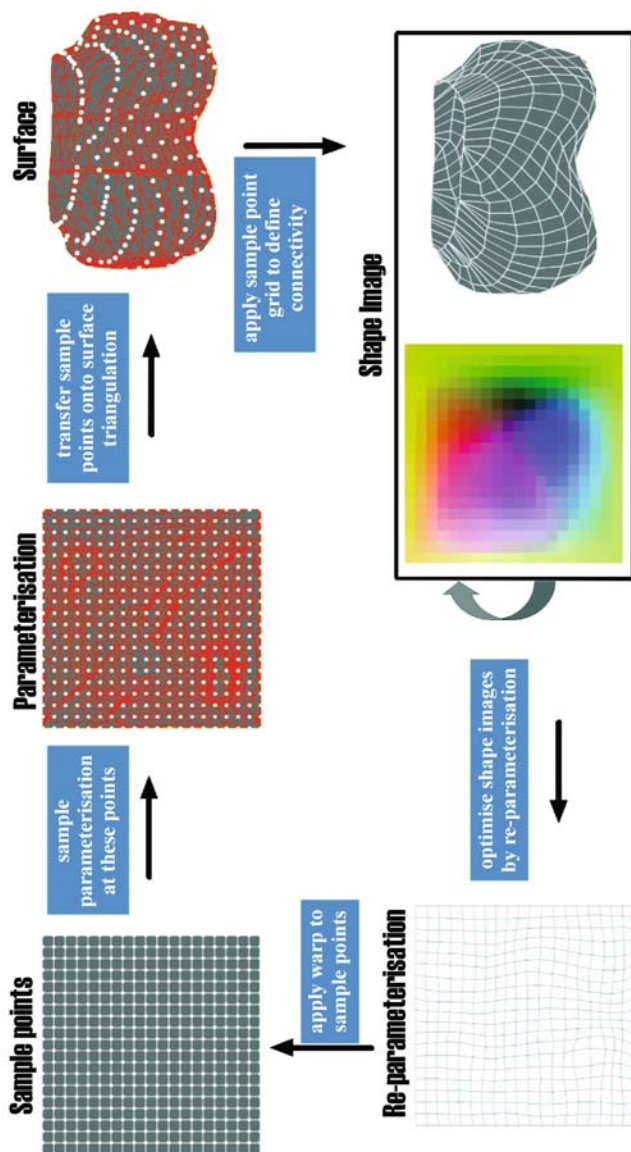 Sample points
sample
parameterisation
at these points
Parameterisation
transfer sample
points onto surface
triangulation
Surface
apply sample point
grid to define
connectivity
Shape Image
optimise shape images
by re-parameterisation
Re-parameterisation
apply warp to
sample points